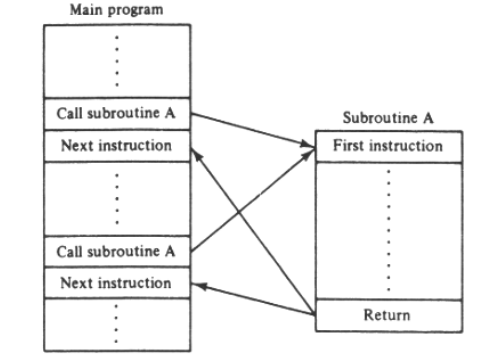 Main program
Call subroutine A
Next instruction
Call subroutine A
Next instruction
Subroutine A
First instruction
Return